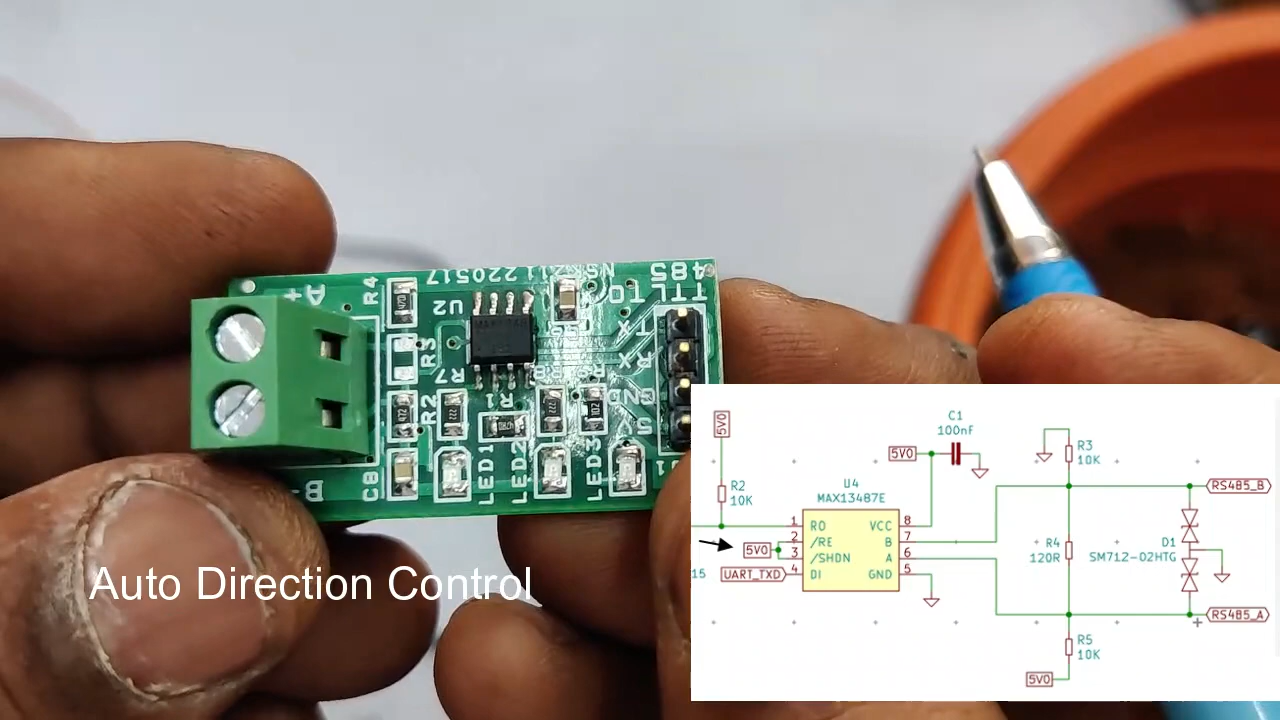 220517
485
TTL TO
A+
R4
U2
R3
R7
R2
R1
TX
RX
GND
5V
C8
LED1
LED2
LED3
B-
Auto Direction Control
5V0
C1
100nF
5V0
R3
10K
R2
10K
U4
MAX13487E
RS485_B
1 RO VCC 8
2 /RE B 7
3 /SHDN A 6
4 DI GND 5
5V0
15
UART_TXD
R4
120R
D1
SM712-02HTG
RS485_A
R5
10K
5V0